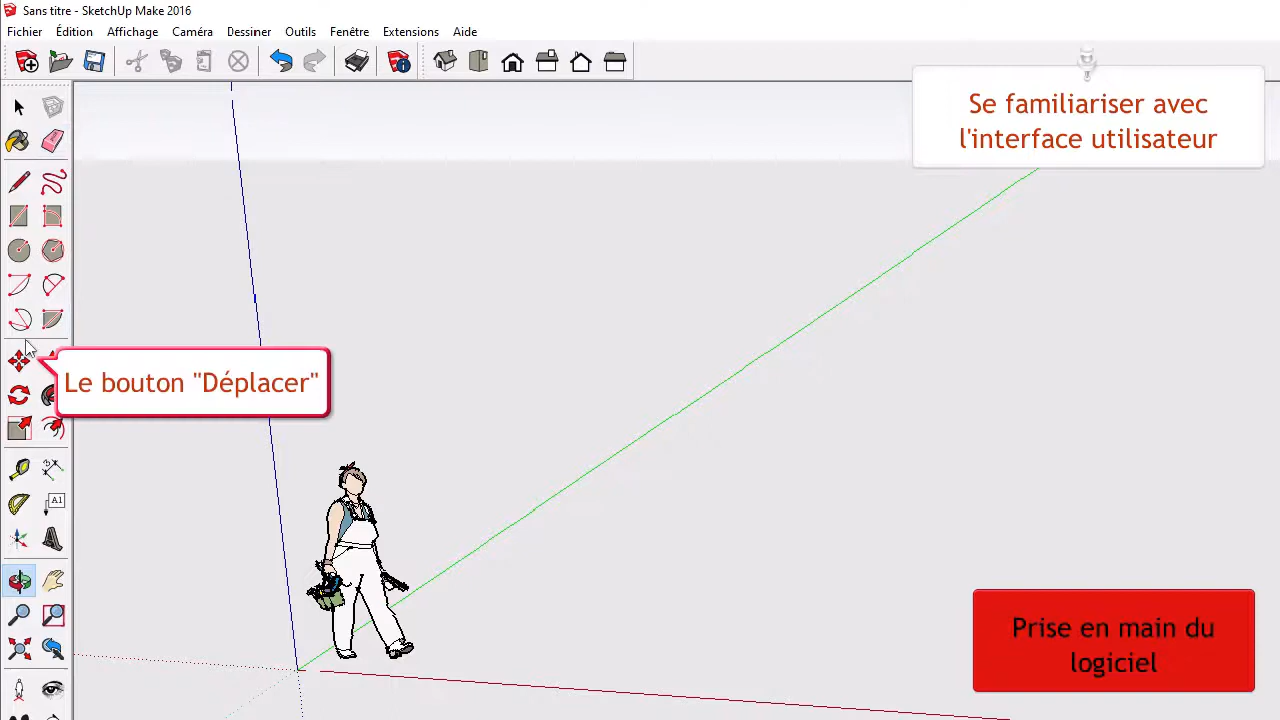 Sans titre - SketchUp Make 2016
Fichier Édition Affichage Caméra Dessiner Outils Fenêtre Extensions Aide
Se familiariser avec
l'interface utilisateur
Le bouton "Déplacer"
A1
Prise en main du
logiciel